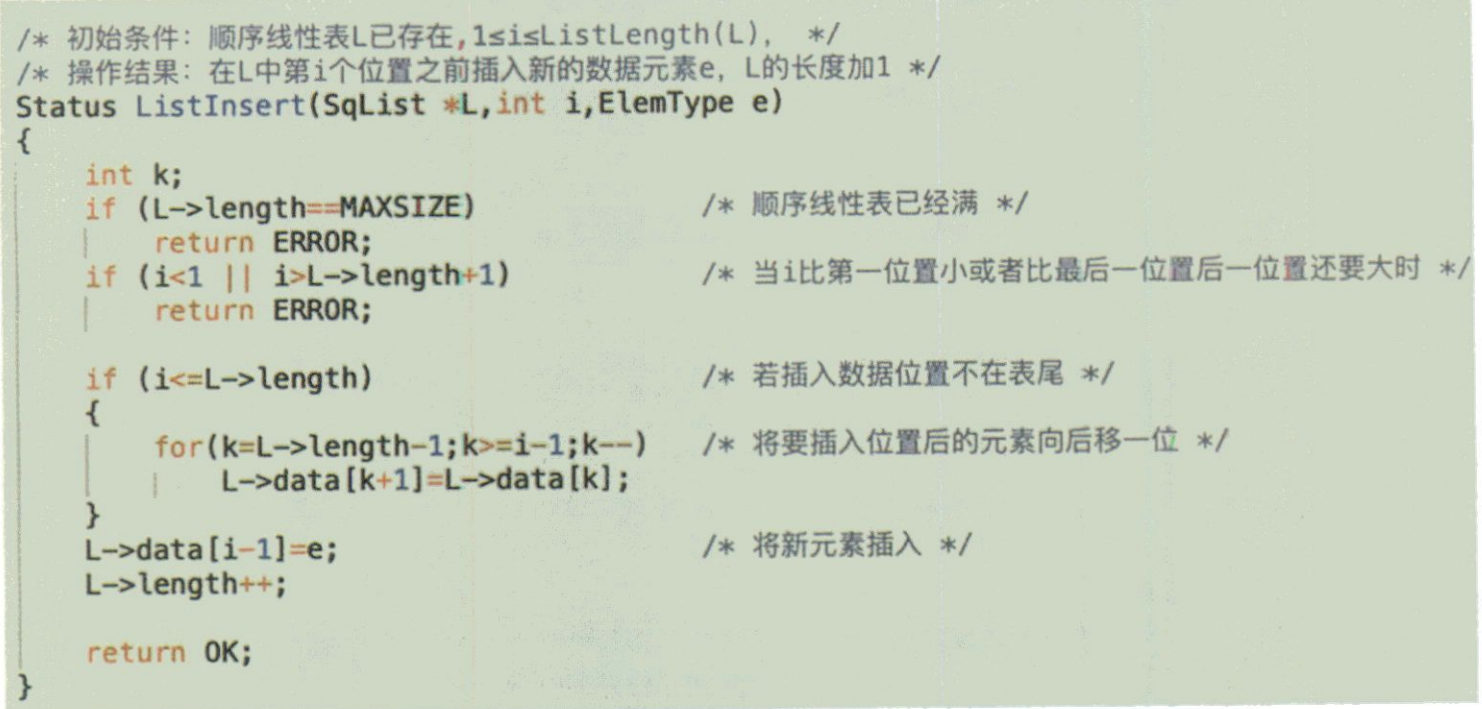 /* 初始条件：顺序线性表L已存在,1≤i≤ListLength(L), */
/* 操作结果：在L中第i个位置之前插入新的数据元素e, L的长度加1 */
Status ListInsert(SqList *L,int i,ElemType e)
{
    int k;
    if (L->length==MAXSIZE)    /* 顺序线性表已经满 */
        return ERROR;
    if (i<1 || i>L->length+1)    /* 当i比第一位置小或者比最后一位置后一位置还要大时 */
        return ERROR;
    if (i<=L->length)    /* 若插入数据位置不在表尾 */
    {
        for(k=L->length-1;k>=i-1;k--)    /* 将要插入位置后的元素向后移一位 */
            L->data[k+1]=L->data[k];
    }
    L->data[i-1]=e;    /* 将新元素插入 */
    L->length++;
    return OK;
}